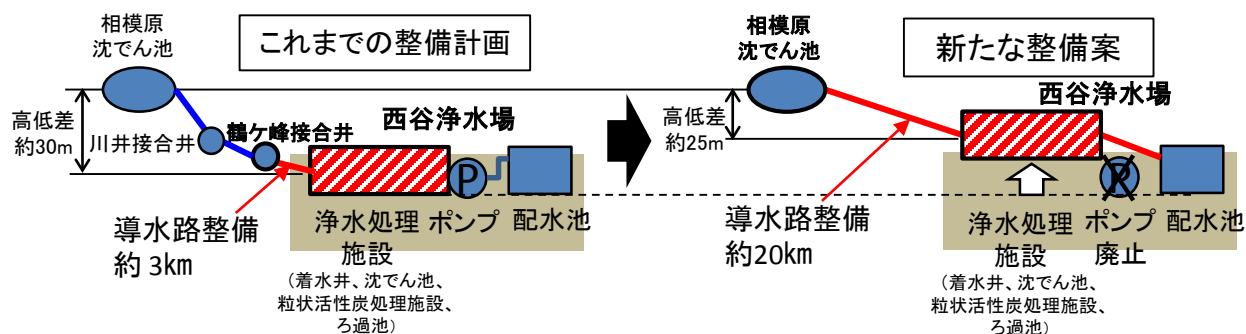 これまでの整備計画
相模原
沈でん池
高低差
約30m
川井接合井
鶴ケ峰接合井
西谷浄水場
P
導水路整備
約3㎞
浄水処理
施設
(着水井、沈でん池、
粒状活性炭処理施設、
ろ過池)
ポンプ
配水池
新たな整備案
相模原
沈でん池
高低差
約25m
西谷浄水場
P
導水路整備
約20㎞
浄水処理
施設
(着水井、沈でん池、
粒状活性炭処理施設、
ろ過池)
ポンプ
廃止
配水池